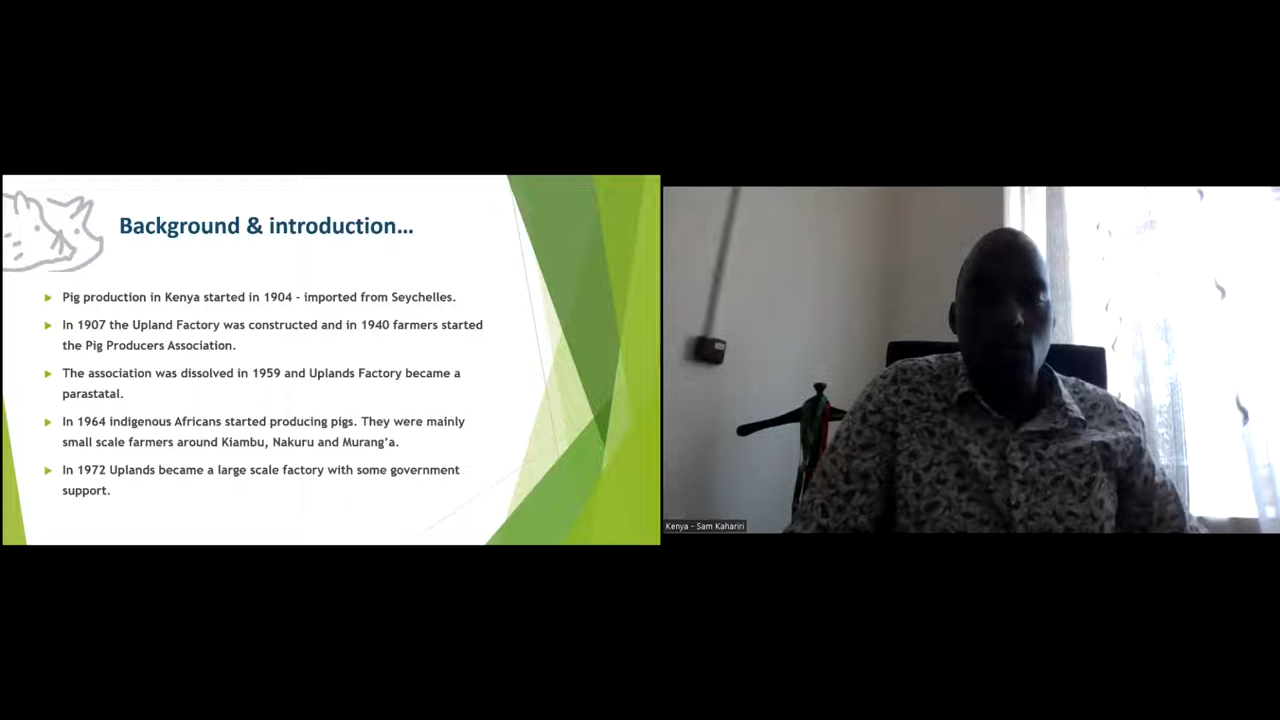 Background & introduction...
Pig production in Kenya started in 1904 - imported from Seychelles.
In 1907 the Upland Factory was constructed and in 1940 farmers started
the Pig Producers Association.
The association was dissolved in 1959 and Uplands Factory became a
parastatal.
In 1964 indigenous Africans started producing pigs. They were mainly
small scale farmers around Kiambu, Nakuru and Murang'a.
In 1972 Uplands became a large scale factory with some government
support.
Kenya - Sam Kahariri